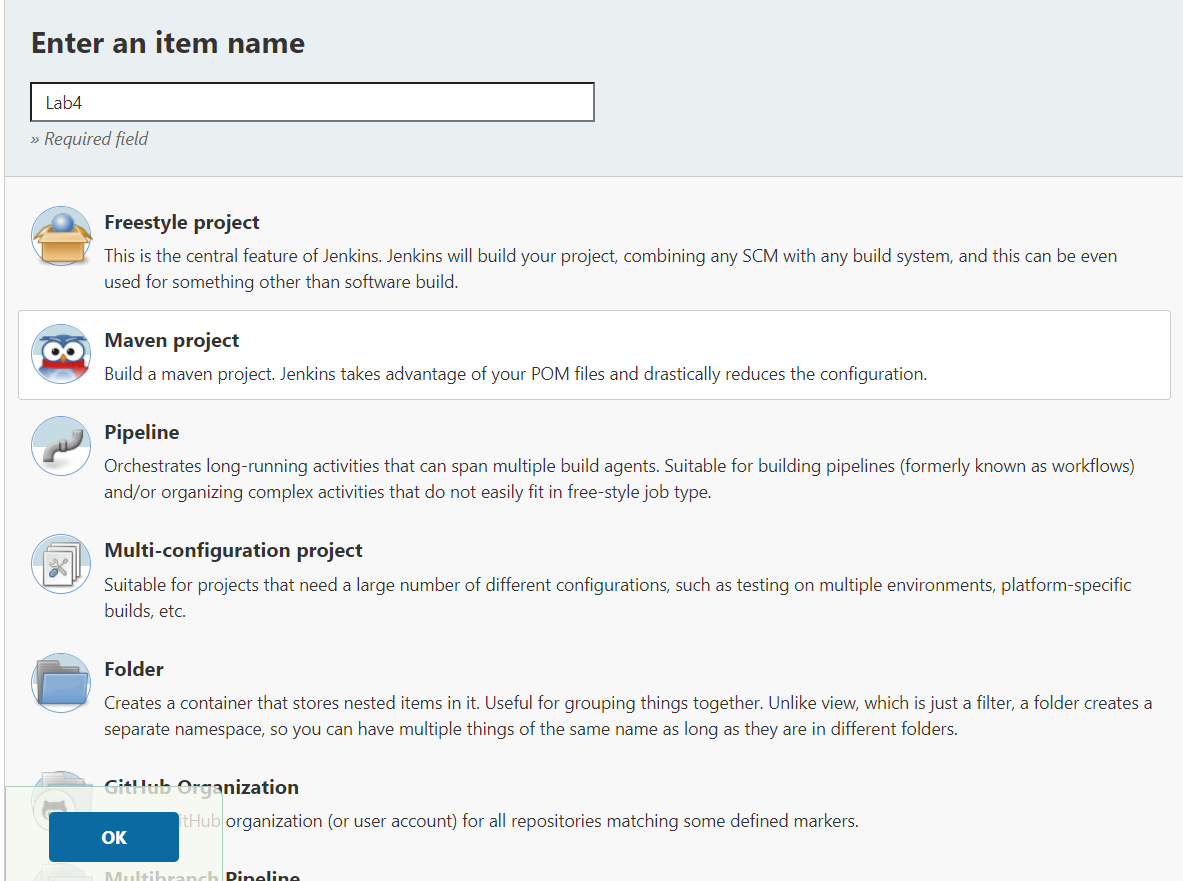 Enter an item name
Lab4
» Required field
Freestyle project
This is the central feature of Jenkins. Jenkins will build your project, combining any SCM with any build system, and this can be even
used for something other than software build.
Maven project
Build a maven project. Jenkins takes advantage of your POM files and drastically reduces the configuration.
Pipeline
Orchestrates long-running activities that can span multiple build agents. Suitable for building pipelines (formerly known as workflows)
and/or organizing complex activities that do not easily fit in free-style job type.
Multi-configuration project
Suitable for projects that need a large number of different configurations, such as testing on multiple environments, platform-specific
builds, etc.
Folder
Creates a container that stores nested items in it. Useful for grouping things together. Unlike view, which is just a filter, a folder creates a
separate namespace, so you can have multiple things of the same name as long as they are in different folders.
GitHub Organization
organization (or user account) for all repositories matching some defined markers.
OK
Multibranch Pipeline